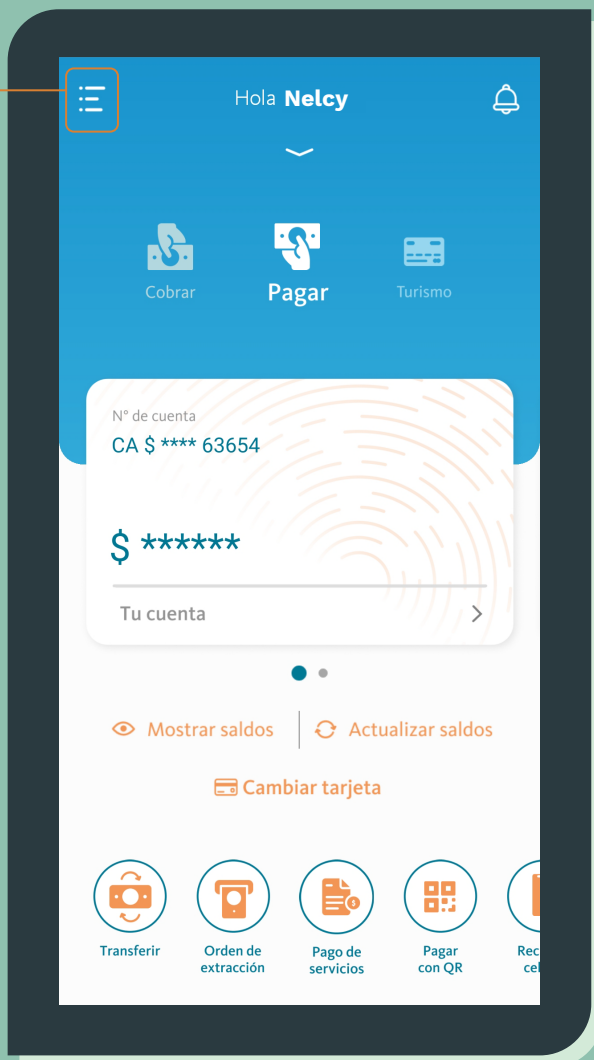 Hola Nelcy
Cobrar
Pagar
Turismo
N° de cuenta
CA $ **** 63654
$ ******
Tu cuenta
Mostrar saldos
Actualizar saldos
Cambiar tarjeta
Transferir
Orden de
extracción
Pago de
servicios
Pagar
con QR